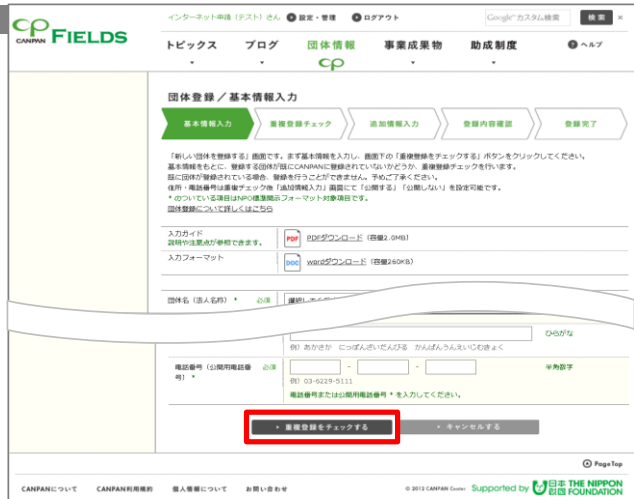 CANPAN FIELDS
インターネット申請（テスト）さん 設定・管理 ログアウト Google™ カスタム検索 検索 ×
トピックス ブログ 団体情報 事業成果物 助成制度 ヘルプ
団体登録／基本情報入力
基本情報入力 重複登録チェック 追加情報入力 登録内容確認 登録完了
「新しい団体を登録する」画面です。まず基本情報を入力し、画面下の「重複登録をチェックする」ボタンをクリックしてください。
基本情報をもとに、登録する団体が既にCANPANに登録されていないかどうか、重複登録チェックを行います。
既に団体が登録されている場合、登録を行うことができません。予めご了承ください。
住所・電話番号は重複チェック後「追加情報入力」画面にて「公開する」「公開しない」を設定可能です。
* のついている項目はNPO標準開示フォーマット対象項目です。
団体登録について詳しくはこちら
入力ガイド
説明や注意点が参照できます。
PDF PDFダウンロード（容量2.0MB）
入力フォーマット
DOC wordダウンロード（容量260KB）
団体名（法人名称） * 必須
ひらがな
例）あかさか にっぽんざいだんびる かんぱんうんえいじむきょく
電話番号（公開用電話番号） * 必須 - - 半角数字
例）03-6229-5111
電話番号または公開用電話番号 * を入力してください。
重複登録をチェックする キャンセルする
PageTop
CANPANについて CANPAN利用規約 個人情報について お問い合わせ © 2012 CANPAN Center Supported by 日本財団 THE NIPPON FOUNDATION